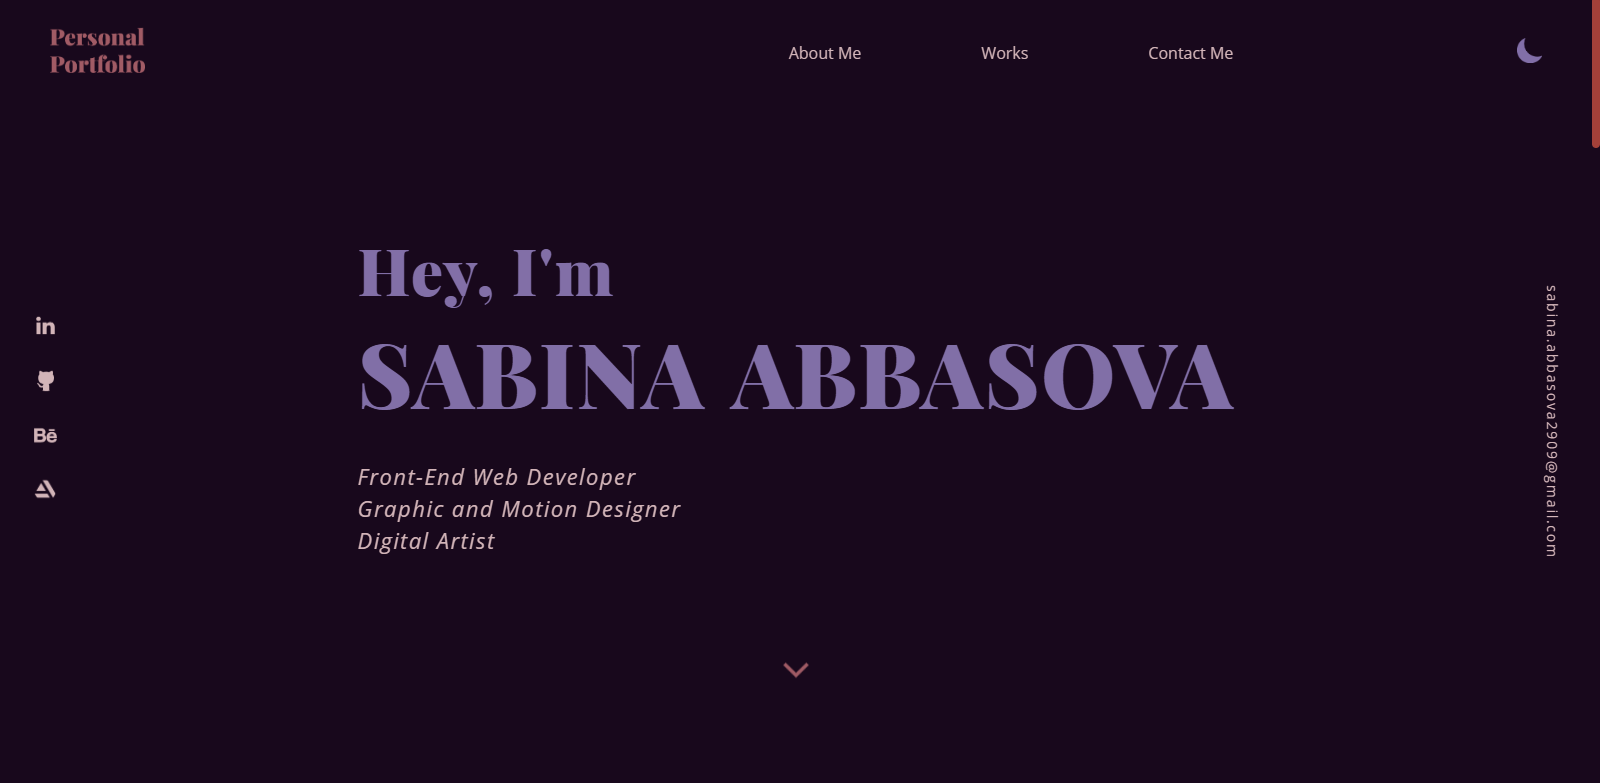 Personal
Portfolio
About Me
Works
Contact Me
Hey, I'm
SABINA ABBASOVA
Front-End Web Developer
Graphic and Motion Designer
Digital Artist
in
Bē
sabina.abbasova2909@gmail.com